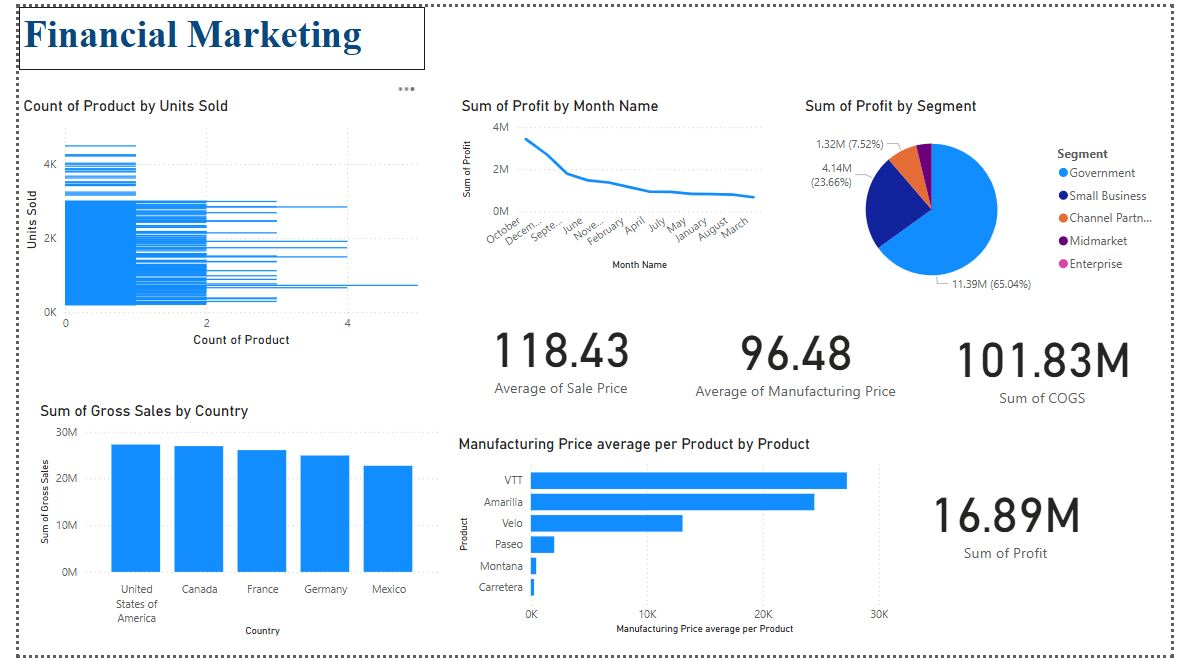 Financial Marketing
Count of Product by Units Sold
Units Sold
4K
2K
0K
0
2
4
Count of Product
Sum of Profit by Month Name
Sum of Profit
4M
2M
0M
October
Decem...
Septe...
June
Nove...
February
April
July
May
January
August
March
Month Name
Sum of Profit by Segment
1.32M (7.52%)
4.14M
(23.66%)
11.39M (65.04%)
Segment
Government
Small Business
Channel Partn...
Midmarket
Enterprise
118.43
Average of Sale Price
96.48
Average of Manufacturing Price
101.83M
Sum of COGS
Sum of Gross Sales by Country
Sum of Gross Sales
30M
20M
10M
0M
United
States of
America
Canada
France
Germany
Mexico
Country
Manufacturing Price average per Product by Product
Product
VTT
Amarilla
Velo
Paseo
Montana
Carretera
0K
10K
20K
30K
Manufacturing Price average per Product
16.89M
Sum of Profit